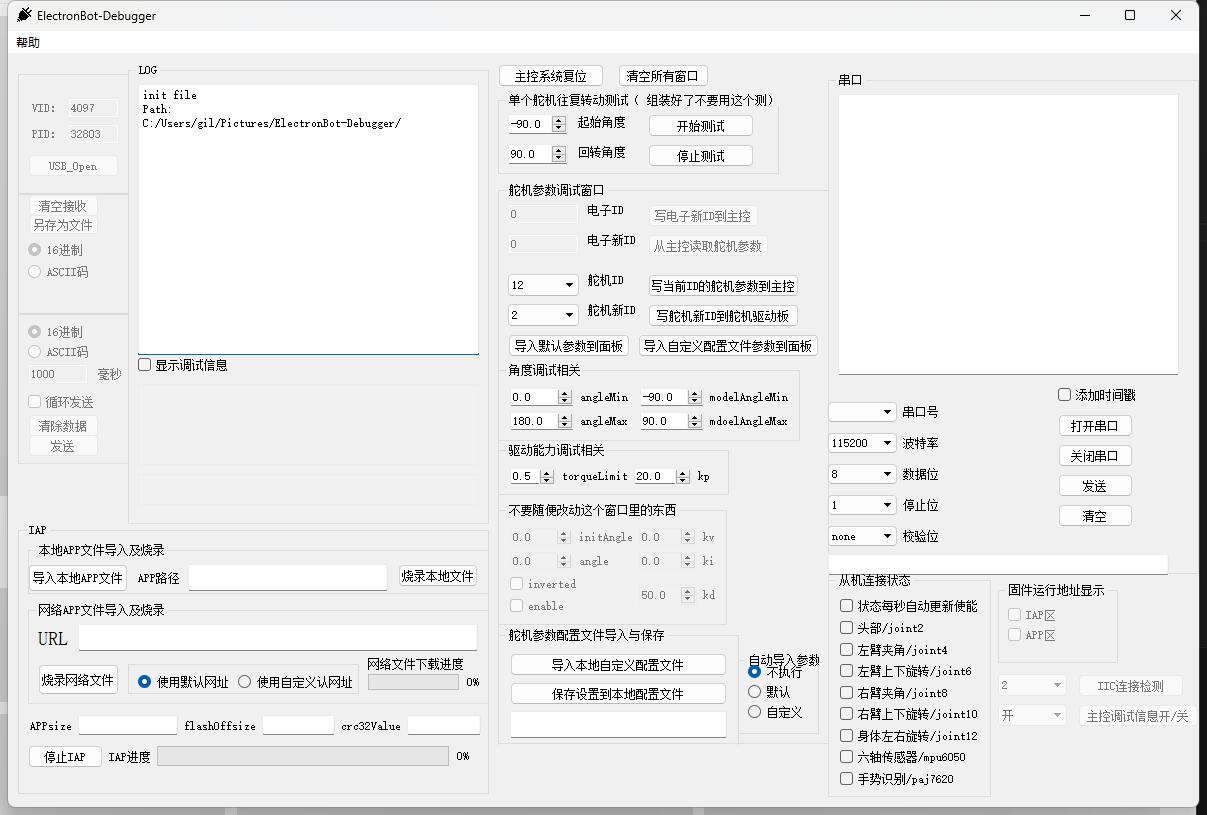 ElectronBot-Debugger
帮助
VID:
4097
PID:
32803
USB_Open
清空接收
另存为文件
16进制
ASCII码
16进制
ASCII码
1000
毫秒
循环发送
清除数据
发送
LOG
init file
Path:
C:/Users/gil/Pictures/ElectronBot-Debugger/
显示调试信息
IAP
本地APP文件导入及烧录
导入本地APP文件
APP路径
烧录本地文件
网络APP文件导入及烧录
URL
烧录网络文件
使用默认网址
使用自定义认网址
网络文件下载进度
0%
APPsize
flashOffsize
crc32Value
停止IAP
IAP进度
0%
主控系统复位
清空所有窗口
单个舵机往复转动测试（ 组装好了不要用这个测）
-90.0
起始角度
开始测试
90.0
回转角度
停止测试
舵机参数调试窗口
0
电子ID
写电子新ID到主控
0
电子新ID
从主控读取舵机参数
12
舵机ID
写当前ID的舵机参数到主控
2
舵机新ID
写舵机新ID到舵机驱动板
导入默认参数到面板
导入自定义配置文件参数到面板
角度调试相关
0.0
angleMin
-90.0
modelAngleMin
180.0
angleMax
90.0
mdoelAngleMax
驱动能力调试相关
0.5
torqueLimit
20.0
kp
不要随便改动这个窗口里的东西
0.0
initAngle
0.0
kv
0.0
angle
0.0
ki
inverted
enable
50.0
kd
舵机参数配置文件导入与保存
导入本地自定义配置文件
保存设置到本地配置文件
自动导入参数
不执行
默认
自定义
串口
添加时间戳
串口号
打开串口
115200
波特率
关闭串口
8
数据位
发送
1
停止位
清空
none
校验位
从机连接状态
状态每秒自动更新使能
头部/joint2
左臂夹角/joint4
左臂上下旋转/joint6
右臂夹角/joint8
右臂上下旋转/joint10
身体左右旋转/joint12
六轴传感器/mpu6050
手势识别/paj7620
固件运行地址显示
IAP区
APP区
2
IIC连接检测
开
主控调试信息开/关